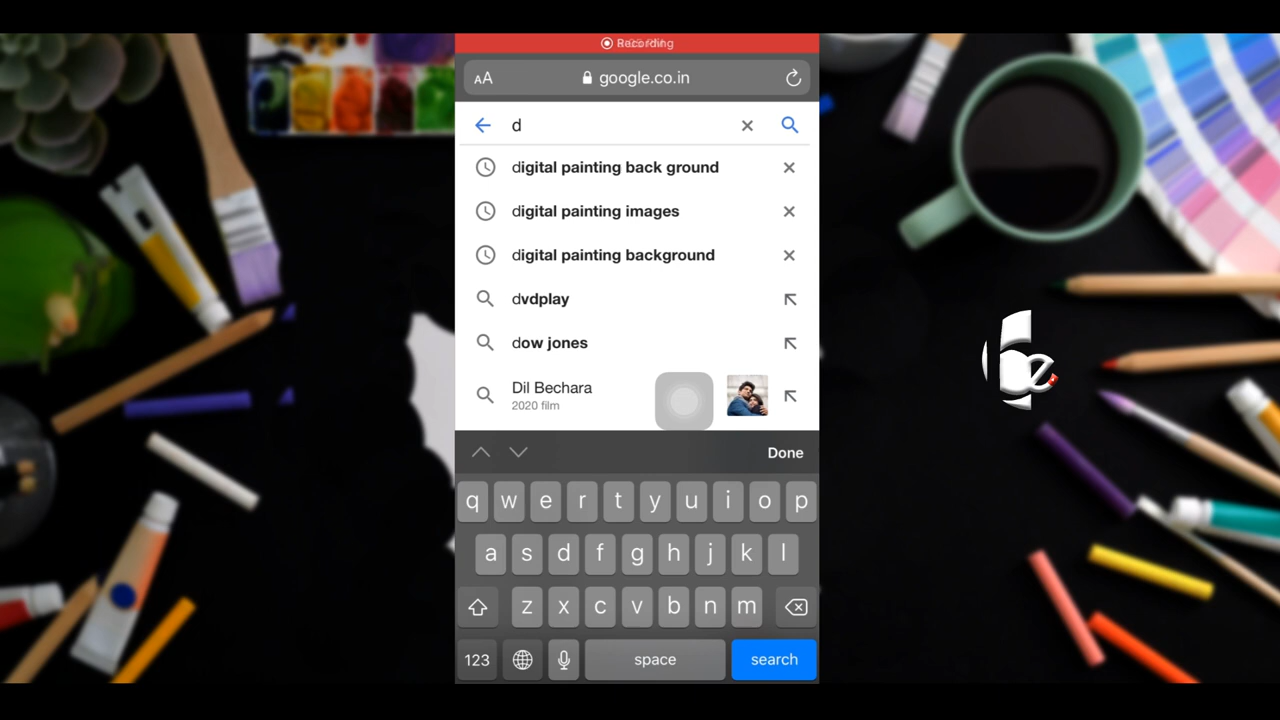 Recording
AA google.co.in
d
digital painting back ground
digital painting images
digital painting background
dvdplay
dow jones
Dil Bechara
2020 film
Done
q w e r t y u i o p
a s d f g h j k l
z x c v b n m
123 space search
be